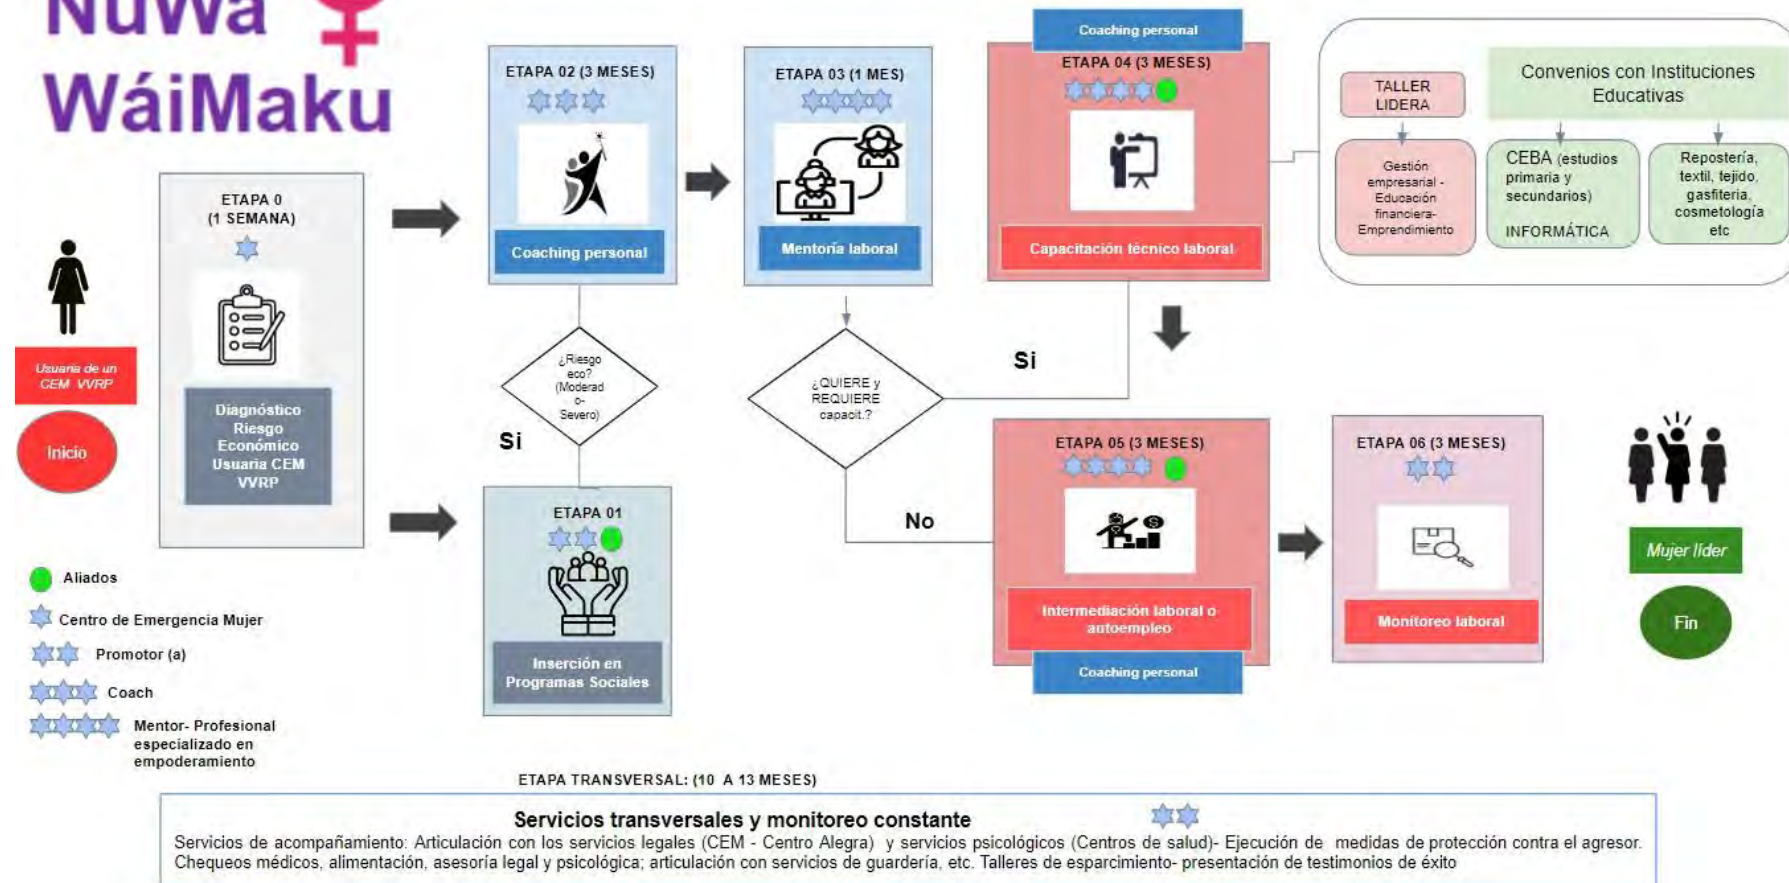 NuWa
WáiMaku
Usuaria de un
CEM VVRP
Inicio
ETAPA 0
(1 SEMANA)
Diagnóstico
Riesgo
Económico
Usuaria CEM
VVRP
ETAPA 02 (3 MESES)
Coaching personal
¿Riesgo
eco?
(Moderad
o-
Severo)
Si
ETAPA 01
Inserción en
Programas Sociales
ETAPA 03 (1 MES)
Mentoría laboral
¿QUIERE y
REQUIERE
capacit.?
Si
No
Coaching personal
ETAPA 04 (3 MESES)
Capacitación técnico laboral
TALLER
LIDERA
Gestión
empresarial -
Educación
financiera-
Emprendimiento
Convenios con Instituciones
Educativas
CEBA (estudios
primaria y
secundarios)
INFORMÁTICA
Repostería,
textil, tejido,
gasfiteria,
cosmetología
etc
ETAPA 05 (3 MESES)
Intermediación laboral o
autoempleo
Coaching personal
ETAPA 06 (3 MESES)
Monitoreo laboral
Mujer líder
Fin
Aliados
Centro de Emergencia Mujer
Promotor (a)
Coach
Mentor- Profesional
especializado en
empoderamiento
ETAPA TRANSVERSAL: (10 A 13 MESES)
Servicios transversales y monitoreo constante
Servicios de acompañamiento: Articulación con los servicios legales (CEM - Centro Alegra) y servicios psicológicos (Centros de salud)- Ejecución de medidas de protección contra el agresor.
Chequeos médicos, alimentación, asesoría legal y psicológica; articulación con servicios de guardería, etc. Talleres de esparcimiento- presentación de testimonios de éxito